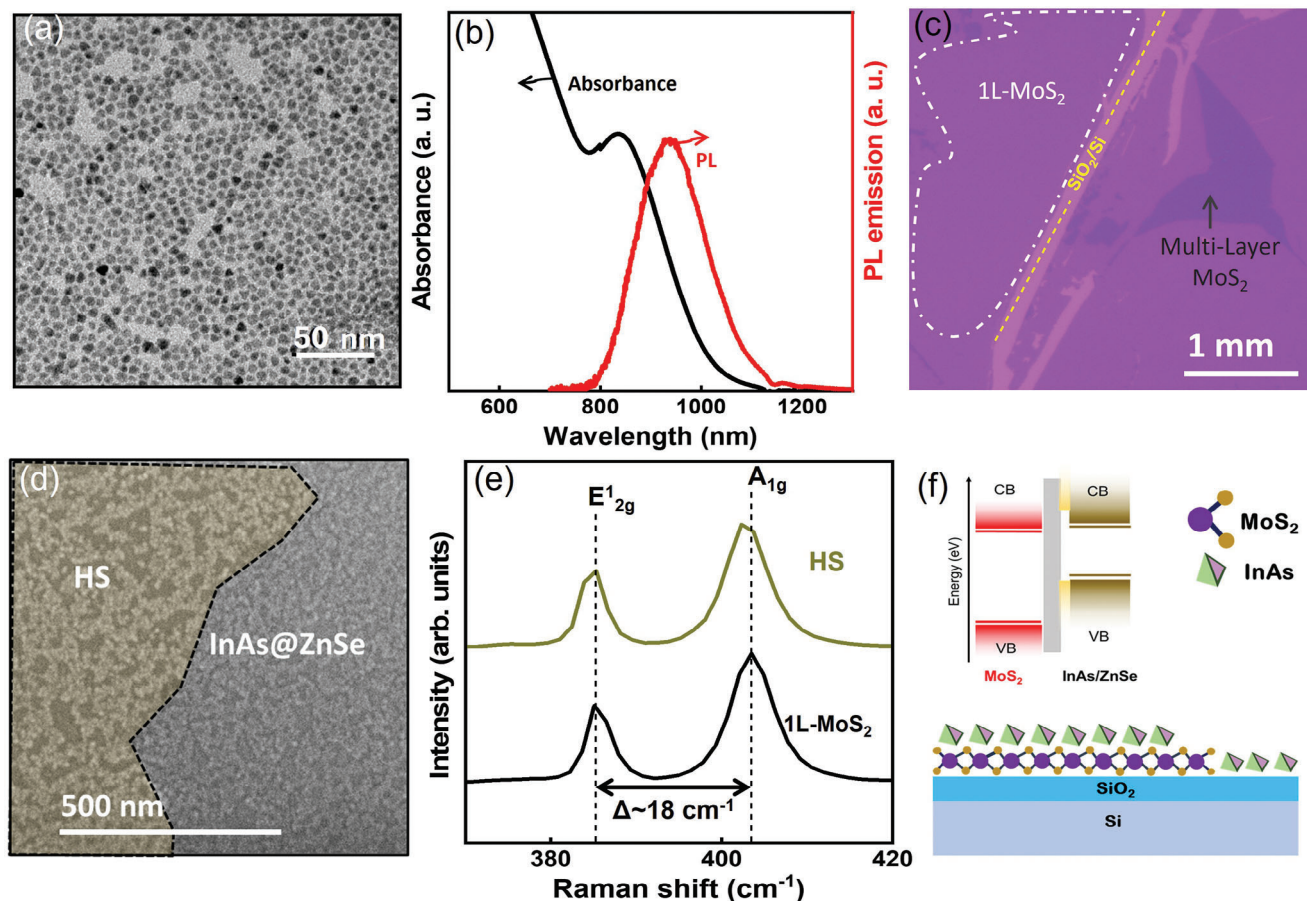 (a)
50 nm
(b)
Absorbance
PL
Absorbance (a. u.)
PL emission (a. u.)
600
800
1000
1200
Wavelength (nm)
(c)
1L-MoS₂
SiO₂/Si
Multi-Layer
MoS₂
1 mm
(d)
HS
InAs@ZnSe
500 nm
(e)
E¹₂g
A₁g
HS
1L-MoS₂
Δ~18 cm⁻¹
Intensity (arb. units)
380
400
420
Raman shift (cm⁻¹)
(f)
CB
CB
Energy (eV)
VB
VB
MoS₂
InAs/ZnSe
MoS₂
InAs
SiO₂
Si